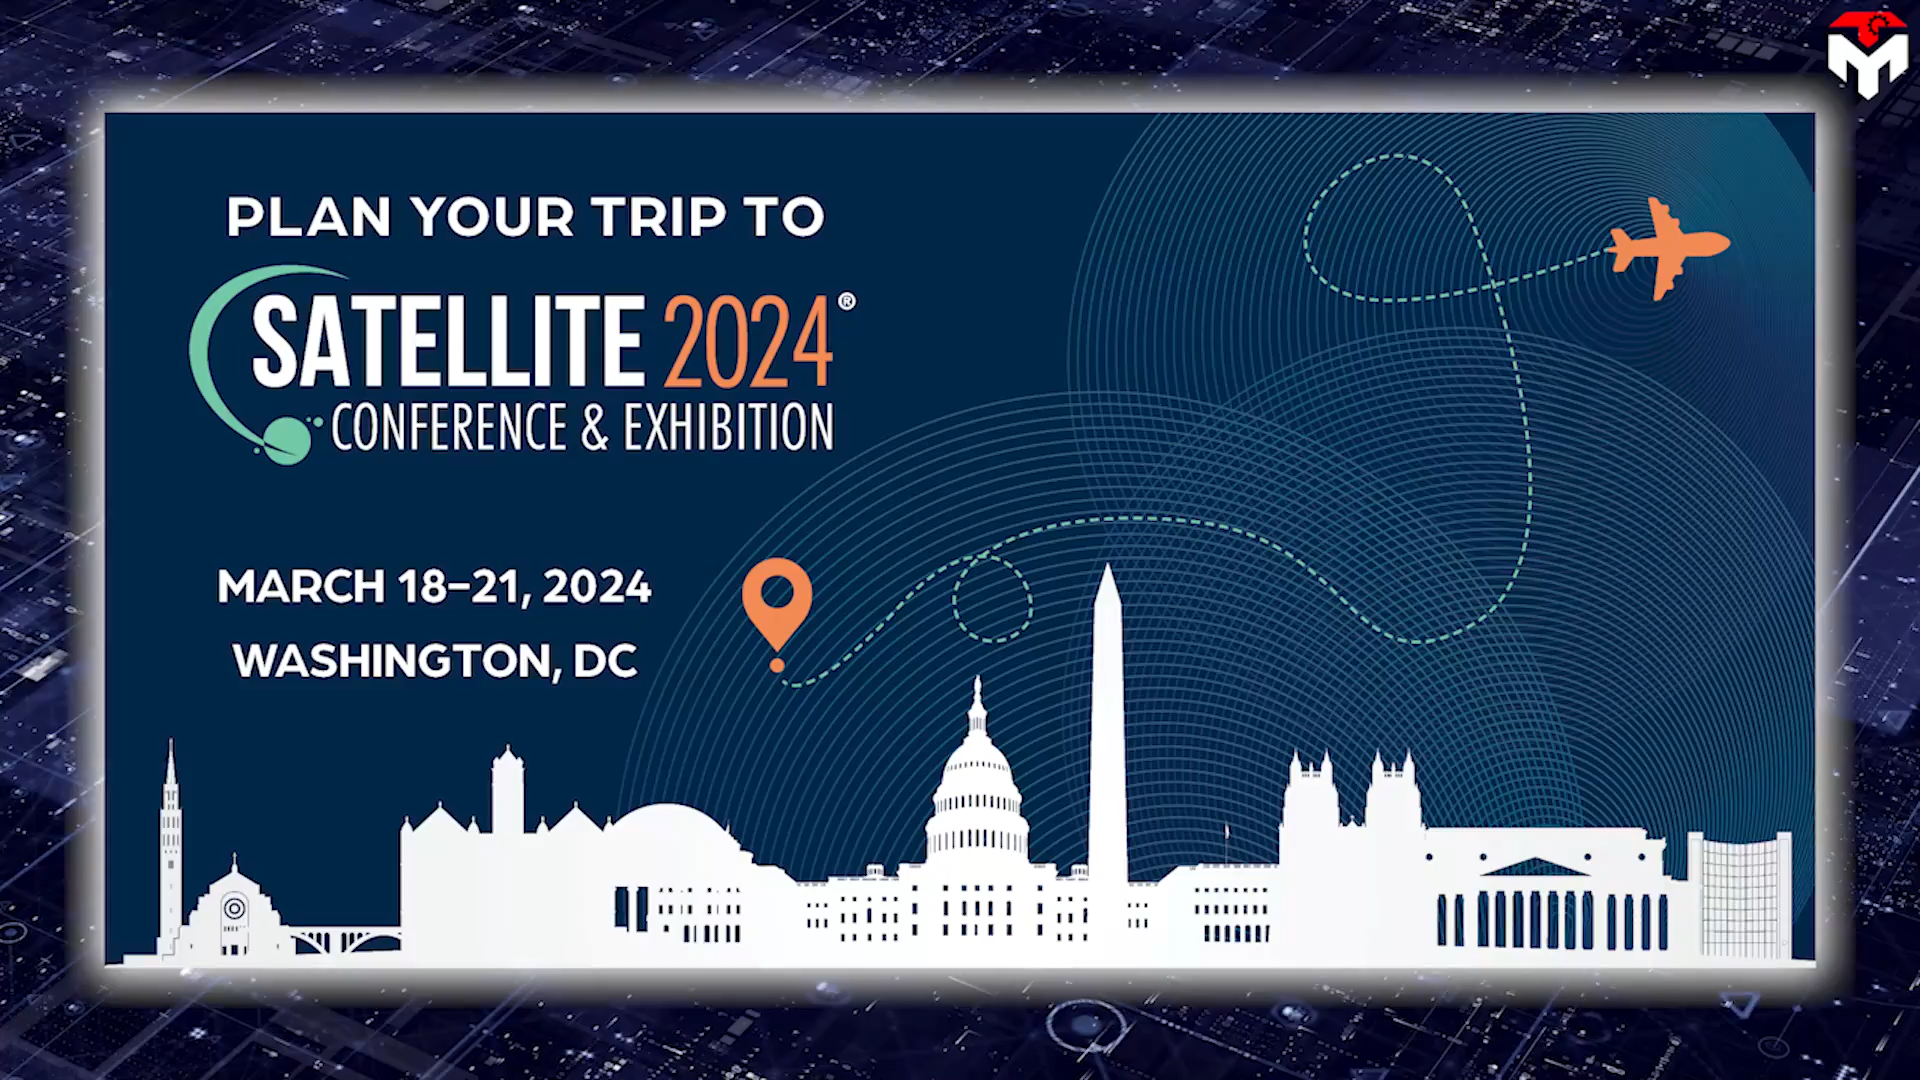 PLAN YOUR TRIP TO
SATELLITE 2024®
CONFERENCE & EXHIBITION
MARCH 18–21, 2024
WASHINGTON, DC